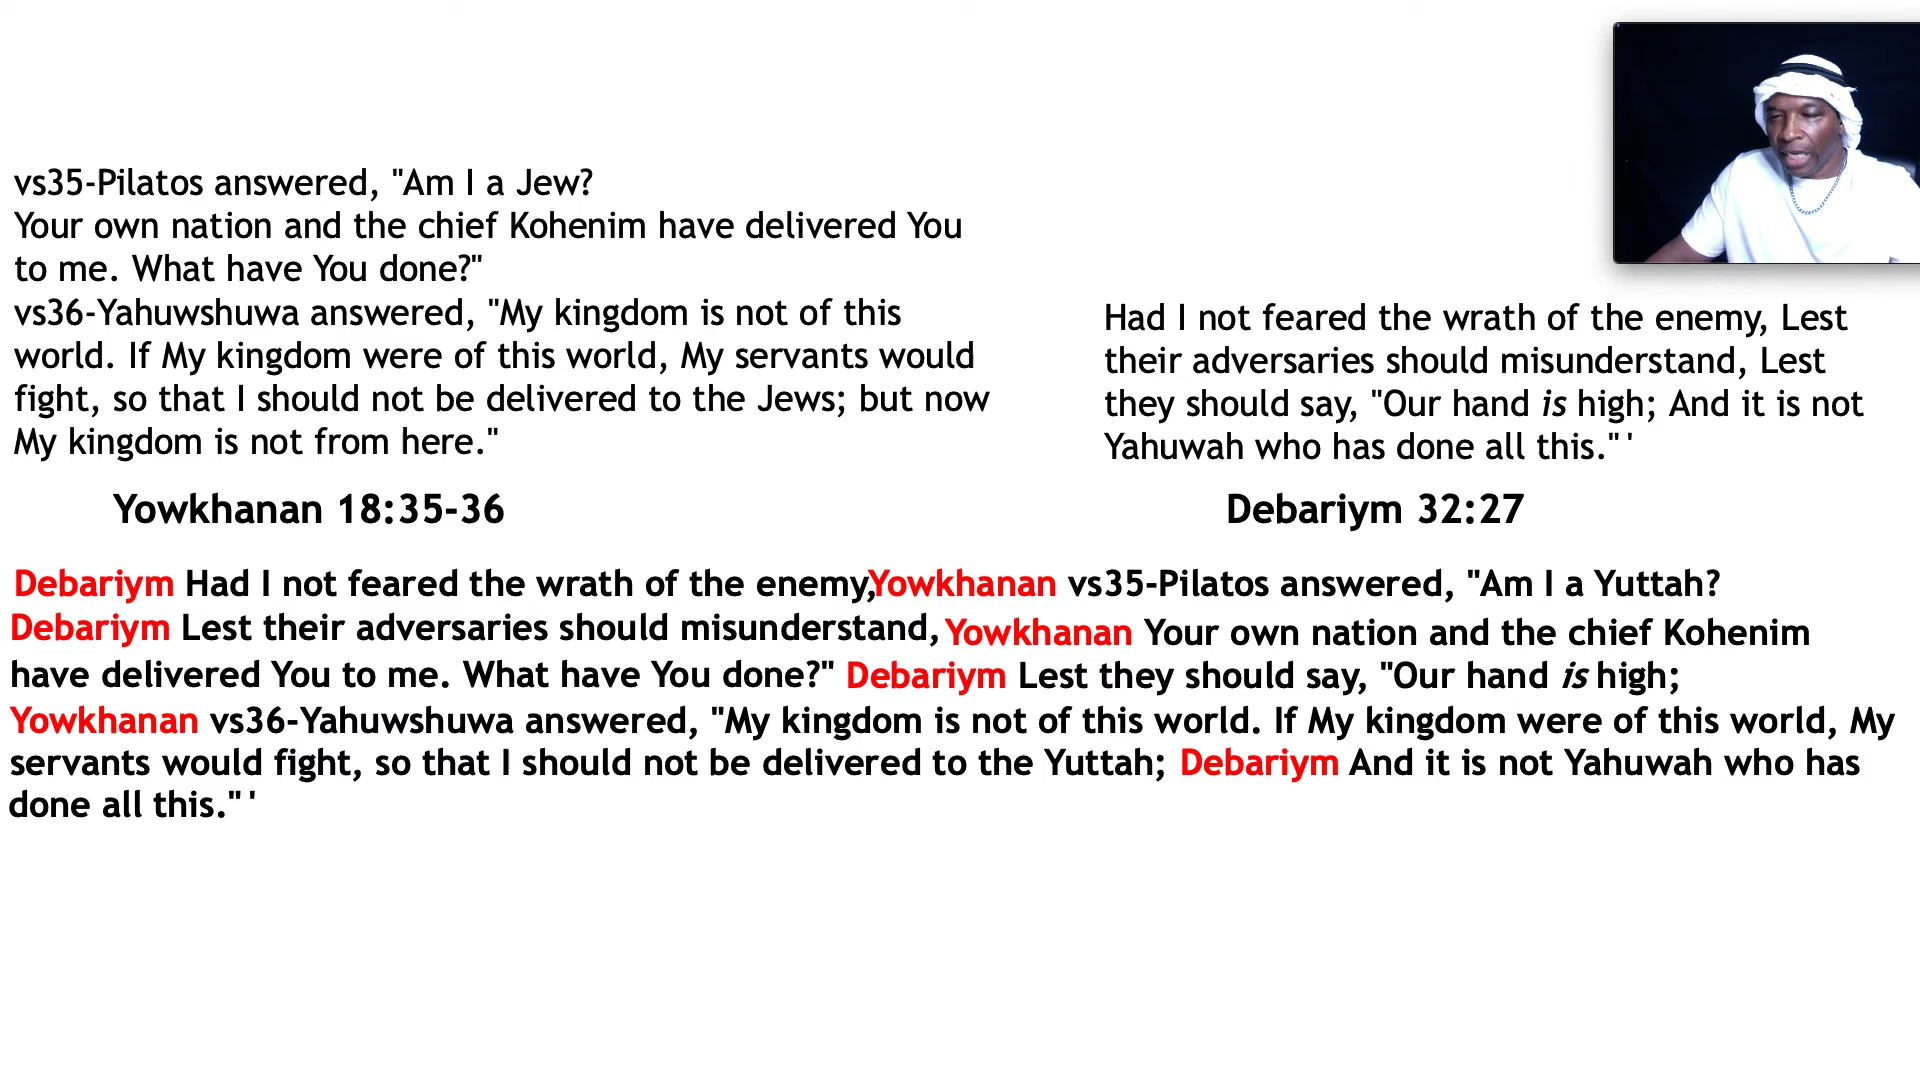 vs35-Pilatos answered, "Am I a Jew?
Your own nation and the chief Kohenim have delivered You
to me. What have You done?"
vs36-Yahuwshuwa answered, "My kingdom is not of this
world. If My kingdom were of this world, My servants would
fight, so that I should not be delivered to the Jews; but now
My kingdom is not from here."
Yowkhanan 18:35-36
Had I not feared the wrath of the enemy, Lest
their adversaries should misunderstand, Lest
they should say, "Our hand is high; And it is not
Yahuwah who has done all this." '
Debariym 32:27
Debariym Had I not feared the wrath of the enemy,Yowkhanan vs35-Pilatos answered, "Am I a Yuttah?
Debariym Lest their adversaries should misunderstand, Yowkhanan Your own nation and the chief Kohenim
have delivered You to me. What have You done?" Debariym Lest they should say, "Our hand is high;
Yowkhanan vs36-Yahuwshuwa answered, "My kingdom is not of this world. If My kingdom were of this world, My
servants would fight, so that I should not be delivered to the Yuttah; Debariym And it is not Yahuwah who has
done all this." '